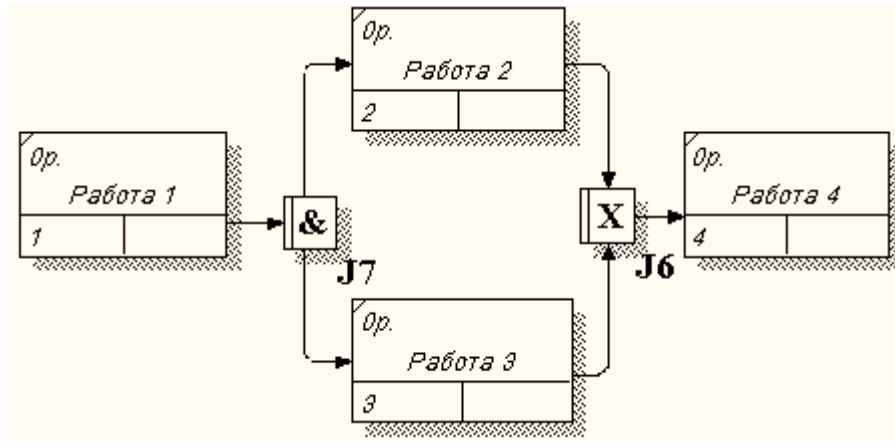 0р.
Работа 1
1
&
J7
0р.
Работа 2
2
0р.
Работа 3
3
X
J6
0р.
Работа 4
4